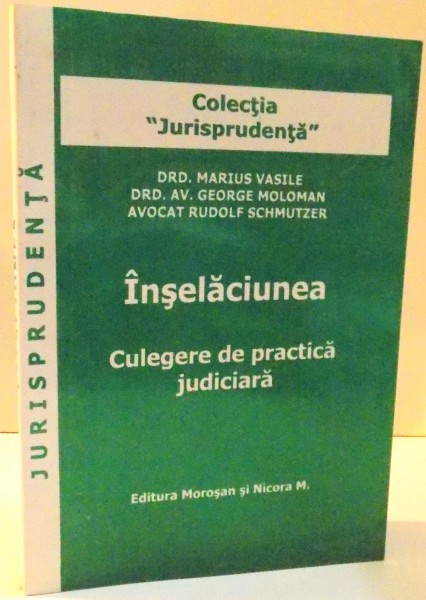 Colecţia
"Jurisprudenţă"
DRD. MARIUS VASILE
DRD. AV. GEORGE MOLOMAN
AVOCAT RUDOLF SCHMUTZER
Înşelăciunea
Culegere de practică
judiciară
Editura Moroşan şi Nicora M.
JURISPRUDENŢĂ